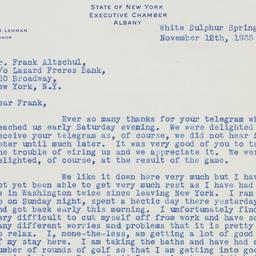 STATE OF NEW YORK
EXECUTIVE CHAMBER
ALBANY
H. LEHMAN
White Sulphur Spring
November 12th, 1935
r. Frank Altschul,
/o Lazard Freres Bank,
20 Broadway,
ew York, N.Y.
ear Frank,
Ever so many thanks for your telegram wh
eached us early Saturday evening. We were delighted
eceive your telegram as, of course, we did not hear f
eter until much later. It was very good of you to ta
he trouble of wiring us and we appreciate it. We wer
elighted, of course, at the result of the game.
We like it down here very much but I hav
ot yet been able to get very much rest as I have had
e in Washington twice since leaving New York. I ran
p on Sunday night, spent a hectic day there yesterday
nd got back early this morning. I unfortunately find
ery difficult to cut myself off from work and have so
any different worries and problems that it is pretty
o relax. I, none-the-less, am getting a lot of good
f my stay here. I am taking the baths and have had a
umber of rounds of golf so that I am getting into goo